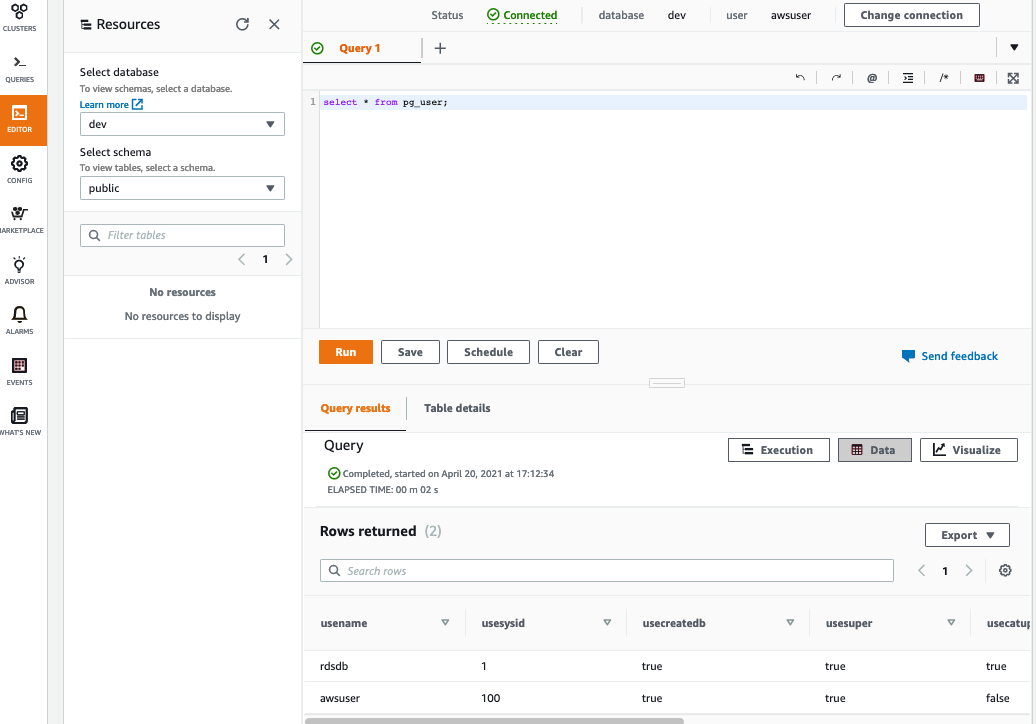 CLUSTERS
QUERIES
EDITOR
CONFIG
MARKETPLACE
ADVISOR
ALARMS
EVENTS
WHAT'S NEW
Resources
Select database
To view schemas, select a database.
Learn more
dev
Select schema
To view tables, select a schema.
public
Filter tables
1
No resources
No resources to display
Status Connected database dev user awsuser Change connection
Query 1
@ /*
1 select * from pg_user;
Run Save Schedule Clear Send feedback
Query results Table details
Query
Execution Data Visualize
Completed, started on April 20, 2021 at 17:12:34
ELAPSED TIME: 00 m 02 s
Rows returned (2) Export
Search rows 1
usename usesysid usecreatedb usesuper usecatup
rdsdb 1 true true true
awsuser 100 true true false